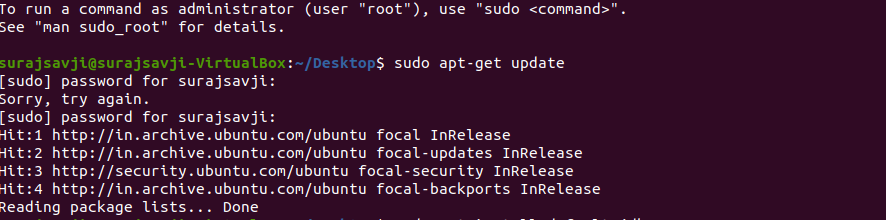 To run a command as administrator (user "root"), use "sudo <command>".
See "man sudo_root" for details.
surajsavji@surajsavji-VirtualBox:~/Desktop$ sudo apt-get update
[sudo] password for surajsavji:
Sorry, try again.
[sudo] password for surajsavji:
Hit:1 http://in.archive.ubuntu.com/ubuntu focal InRelease
Hit:2 http://in.archive.ubuntu.com/ubuntu focal-updates InRelease
Hit:3 http://security.ubuntu.com/ubuntu focal-security InRelease
Hit:4 http://in.archive.ubuntu.com/ubuntu focal-backports InRelease
Reading package lists... Done